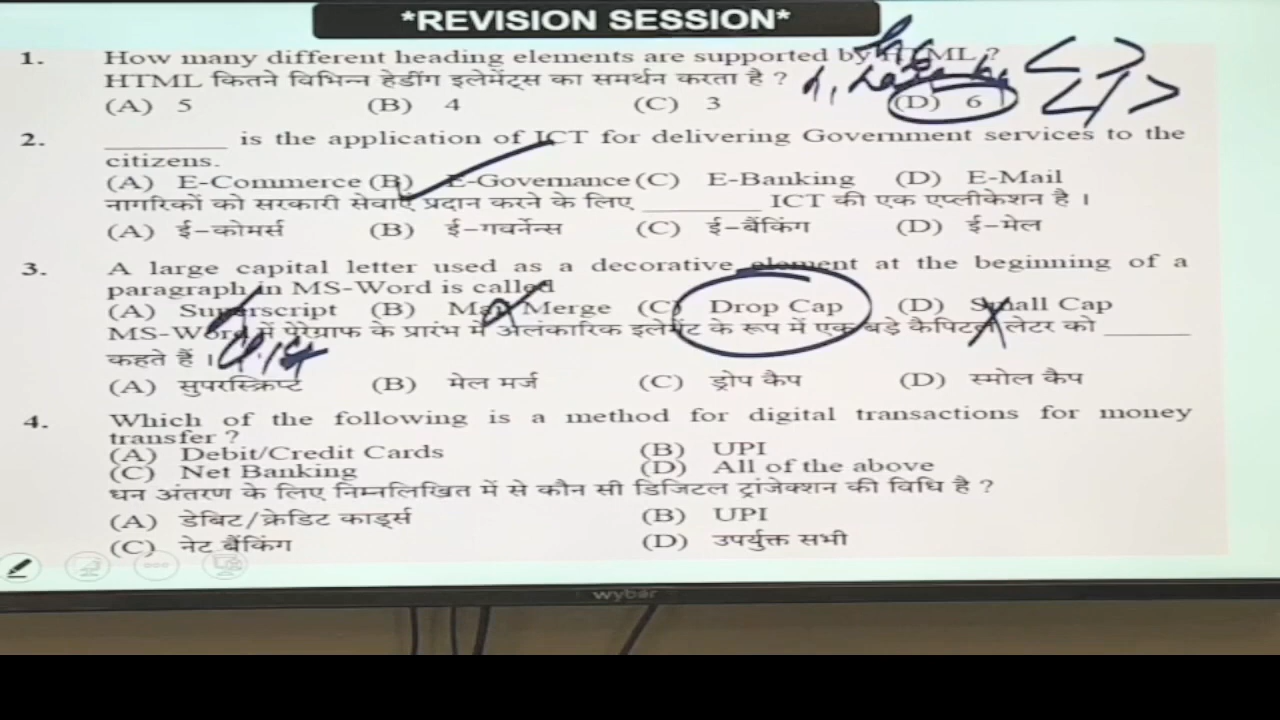 *REVISION SESSION*
1. How many different heading elements are supported by HTML ?
HTML कितने विभिन्न हेडींग इलेमेंट्स का समर्थन करता है ?
(A) 5 (B) 4 (C) 3 (D) 6
< >
</>
2. ________ is the application of ICT for delivering Government services to the
citizens.
(A) E-Commerce (B) E-Governance (C) E-Banking (D) E-Mail
नागरिकों को सरकारी सेवाएं प्रदान करने के लिए ________ ICT की एक एप्लीकेशन है ।
(A) ई-कोमर्स (B) ई-गवर्नेन्स (C) ई-बैंकिंग (D) ई-मेल
3. A large capital letter used as a decorative element at the beginning of a
paragraph in MS-Word is called
(A) Superscript (B) Mail Merge (C) Drop Cap (D) Small Cap
MS-Word में पेरेग्राफ के प्रारंभ में अलंकारिक इलेमेंट के रूप में एक बड़े कैपिटल लेटर को ______
कहते हैं ।
(A) सुपरस्क्रिप्ट (B) मेल मर्ज (C) ड्रोप कैप (D) स्मोल कैप
4. Which of the following is a method for digital transactions for money
transfer ?
(A) Debit/Credit Cards (B) UPI
(C) Net Banking (D) All of the above
धन अंतरण के लिए निम्नलिखित में से कौन सी डिजिटल ट्रांजेक्शन की विधि है ?
(A) डेबिट/क्रेडिट कार्ड्स (B) UPI
(C) नेट बैंकिंग (D) उपर्युक्त सभी
wybor